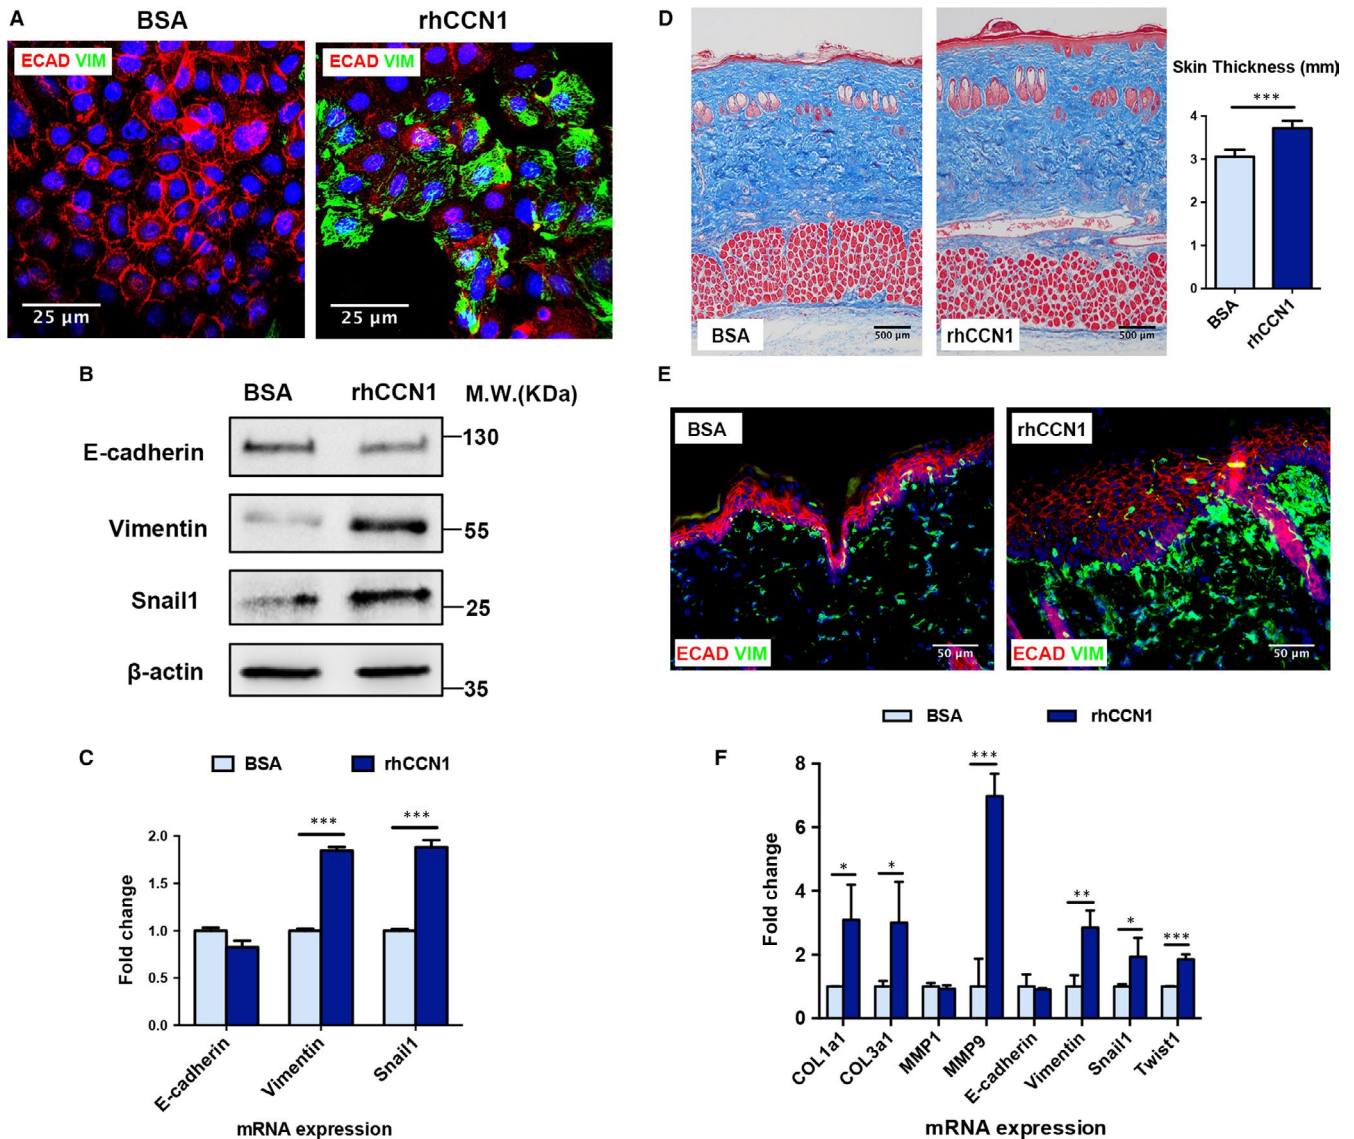 A
BSA
rhCCN1
ECAD VIM
25 µm
ECAD VIM
25 µm
B
BSA
rhCCN1
M.W.(KDa)
E-cadherin
130
Vimentin
55
Snail1
25
β-actin
35
C
BSA
rhCCN1
Fold change
2.0
1.5
1.0
0.5
0.0
***
***
E-cadherin
Vimentin
Snail1
mRNA expression
D
BSA
500 µm
rhCCN1
500 µm
Skin Thickness (mm)
***
4
3
2
1
0
BSA
rhCCN1
E
BSA
ECAD VIM
50 µm
rhCCN1
ECAD VIM
50 µm
BSA
rhCCN1
F
Fold change
8
6
4
2
0
*
*
***
**
*
***
COL1a1
COL3a1
MMP1
MMP9
E-cadherin
Vimentin
Snail1
Twist1
mRNA expression